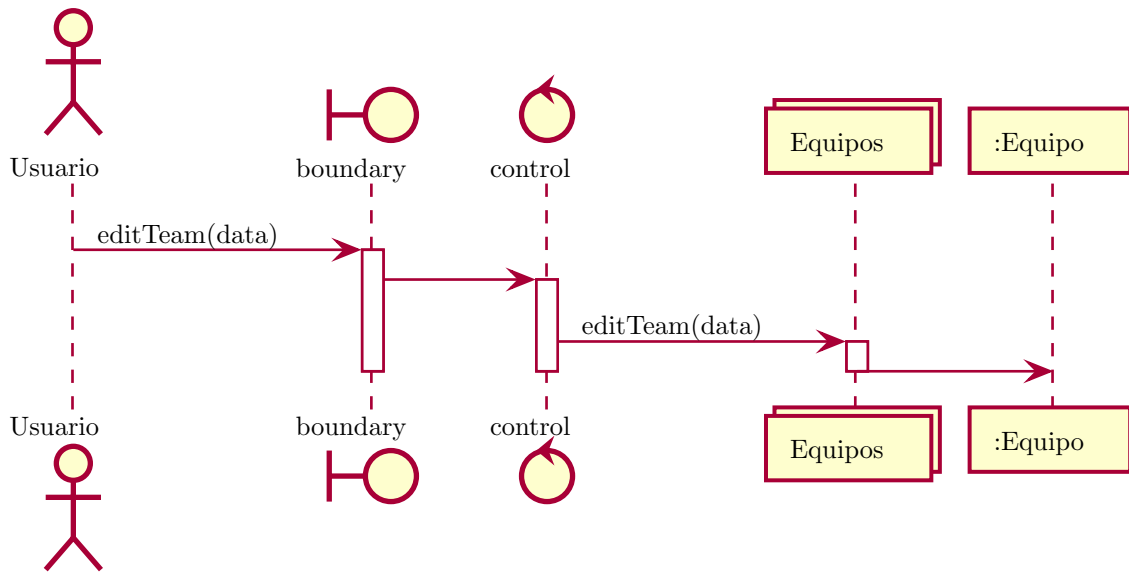 Usuario
boundary
control
Equipos
:Equipo
editTeam(data)
editTeam(data)
Usuario
boundary
control
Equipos
:Equipo